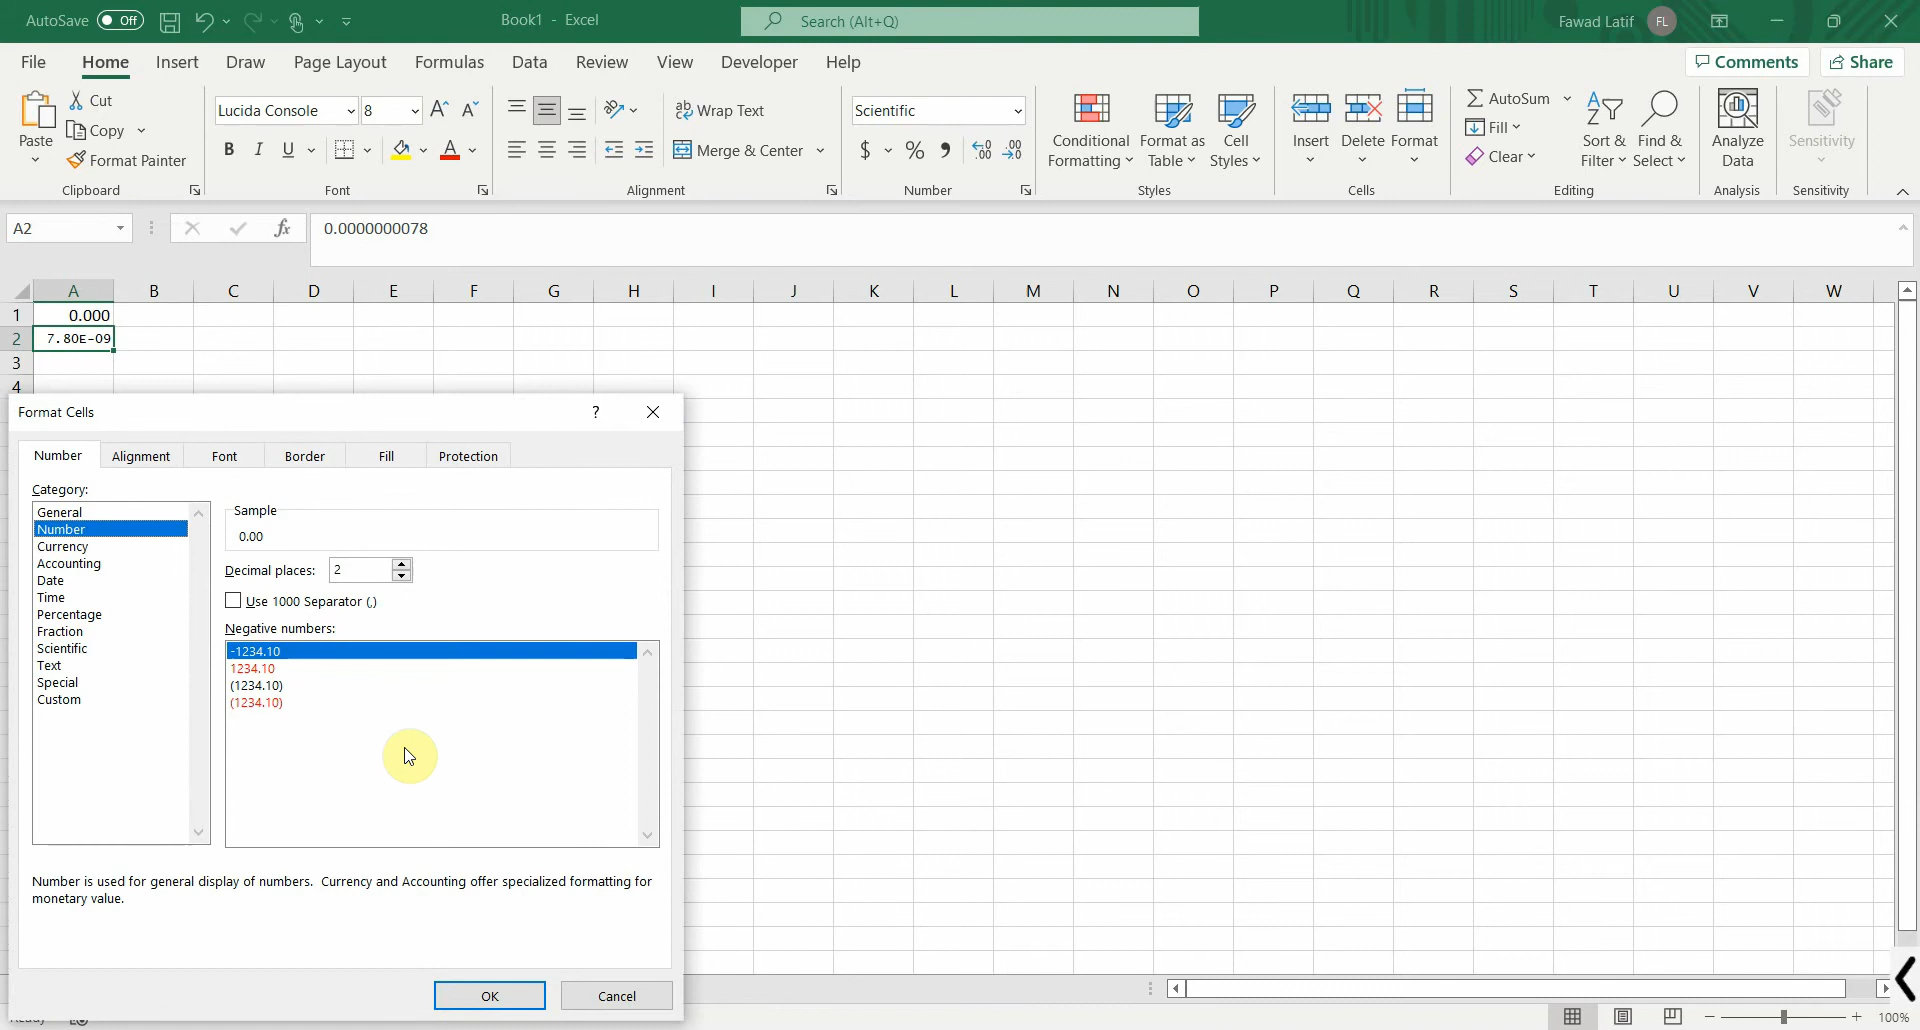 AutoSave Off
Book1 - Excel
Search (Alt+Q)
Fawad Latif FL
File Home Insert Draw Page Layout Formulas Data Review View Developer Help
Comments Share
Paste
Cut
Copy
Format Painter
Clipboard
Lucida Console 8 A A
B I U A
Font
ab Wrap Text
Merge & Center
Alignment
Scientific
$ % 9 .00 .00
Number
Conditional Formatting
Format as Table
Cell Styles
Styles
Insert Delete Format
Cells
AutoSum
Fill
Clear
Sort & Filter
Find & Select
Editing
Analyze Data
Analysis
Sensitivity
Sensitivity
A2 fx 0.0000000078
A B C D E F G H I J K L M N O P Q R S T U V W
1 0.000
2 7.80E-09
3
4
Format Cells ?
Number Alignment Font Border Fill Protection
Category:
General
Number
Currency
Accounting
Date
Time
Percentage
Fraction
Scientific
Text
Special
Custom
Sample
0.00
Decimal places: 2
Use 1000 Separator (,)
Negative numbers:
-1234.10
1234.10
(1234.10)
(1234.10)
Number is used for general display of numbers. Currency and Accounting offer specialized formatting for
monetary value.
OK Cancel
100%